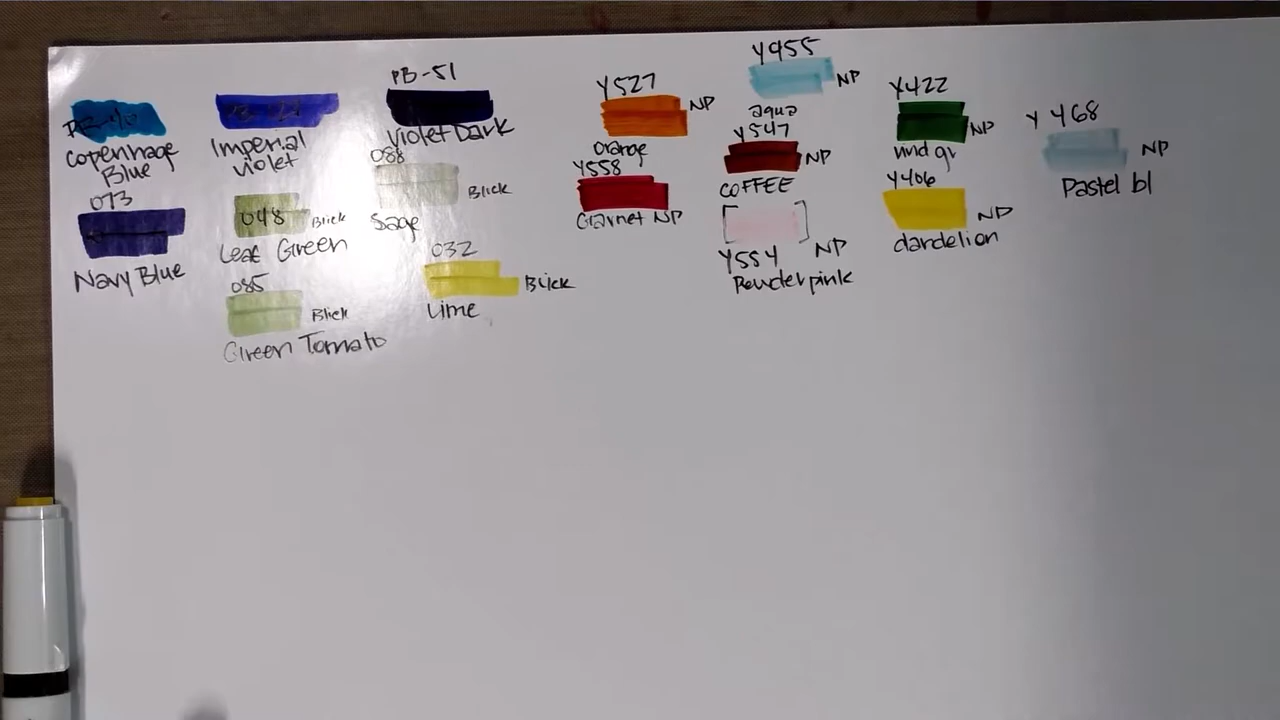 Copenhage
Blue
073
Navy Blue
Imperial
Violet
048 Blick
Leaf Green
085
Blick
Green Tomato
PB-51
Violet Dark
088
Blick
Sage
032
Blick
Lime
Y527
NP
Orange
Y558
Garnet NP
Y955
NP
aqua
Y547
NP
COFFEE
Y554 NP
Powder pink
Y422
NP
Y406
NP
dandelion
Y 468
NP
Pastel bl